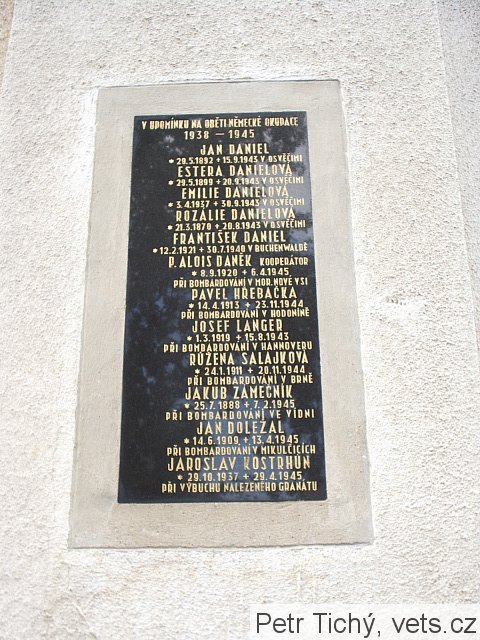 V UPOMÍNKU NA OBĚTI NĚMECKÉ OKUPACE
1938 – 1945
JAN DANIEL
* 29.5.1892 + 15.9.1943 V OSVĚČIMI
ESTERA DANIELOVÁ
* 29.5.1899 + 20.9.1943 V OSVĚČIMI
EMILIE DANIELOVÁ
* 3.4.1937 + 30.9.1943 V OSVĚČIMI
ROZÁLIE DANIELOVÁ
* 21.3.1870 + 20.8.1943 V OSVĚČIMI
FRANTIŠEK DANIEL
* 12.2.1921 + 30.7.1940 V BUCHENWALDĚ
P. ALOIS DANĚK KOOPERÁTOR
* 8.9.1920 + 6.4.1945
PŘI BOMBARDOVÁNÍ V MOR. NOVÉ VSI
PAVEL HŘEBAČKA
* 14.4.1913 + 23.11.1944
PŘI BOMBARDOVÁNÍ V HODONÍNĚ
JOSEF LANGER
* 1.3.1919 + 15.8.1943
PŘI BOMBARDOVÁNÍ V HANNOVERU
RŮŽENA SALAJKOVÁ
* 24.1.1911 + 20.11.1944
PŘI BOMBARDOVÁNÍ V BRNĚ
JAKUB ZÁMEČNÍK
* 25.7.1888 + 7.2.1945
PŘI BOMBARDOVÁNÍ VE VÍDNI
JAN DOLEŽAL
* 14.6.1909 + 13.4.1945
PŘI BOMBARDOVÁNÍ V MIKULČICÍCH
JAROSLAV KOSTRHUN
* 29.10.1937 + 29.4.1945
PŘI VÝBUCHU NALEZENÉHO GRANÁTU
Petr Tichý, vets.cz